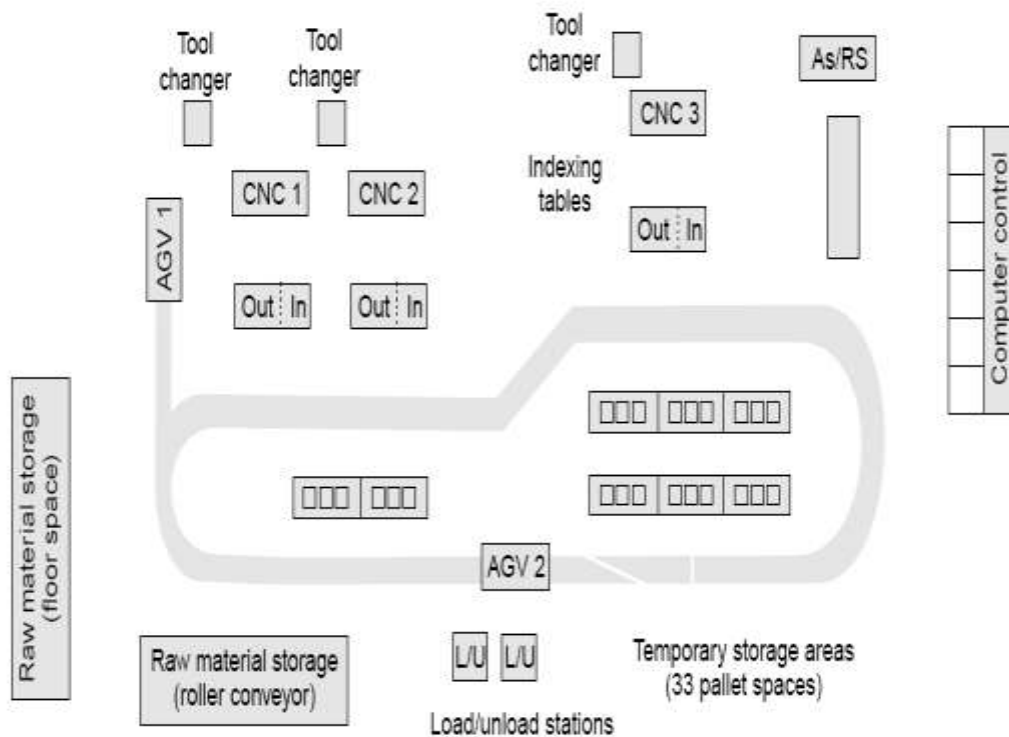 Tool
changer
Tool
changer
Tool
changer
As/RS
CNC 3
CNC 1
CNC 2
Indexing
tables
AGV 1
Out In
Out In
Out In
Computer control
Raw material storage
(floor space)
AGV 2
Raw material storage
(roller conveyor)
L/U
L/U
Load/unload stations
Temporary storage areas
(33 pallet spaces)